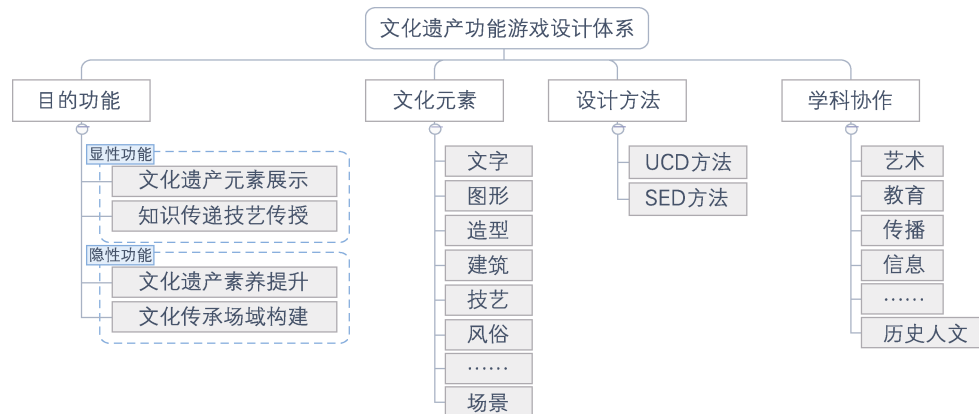 文化遗产功能游戏设计体系
目的功能
显性功能
文化遗产元素展示
知识传递技艺传授
隐性功能
文化遗产素养提升
文化传承场域构建
文化元素
文字
图形
造型
建筑
技艺
风俗
……
场景
设计方法
UCD方法
SED方法
学科协作
艺术
教育
传播
信息
……
历史人文